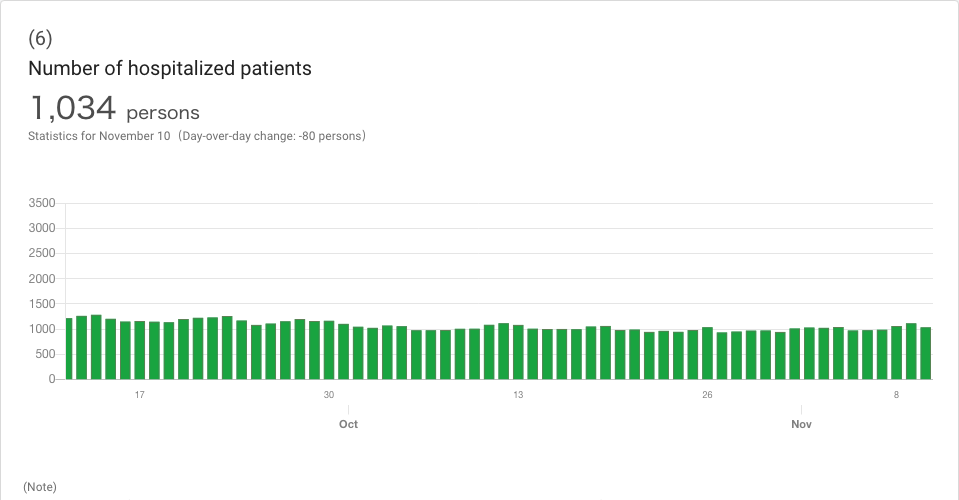 (6)
Number of hospitalized patients
1,034 persons
Statistics for November 10（Day-over-day change: -80 persons）
3500
3000
2500
2000
1500
1000
500
0
17 30 13 26 8
Oct Nov
(Note)